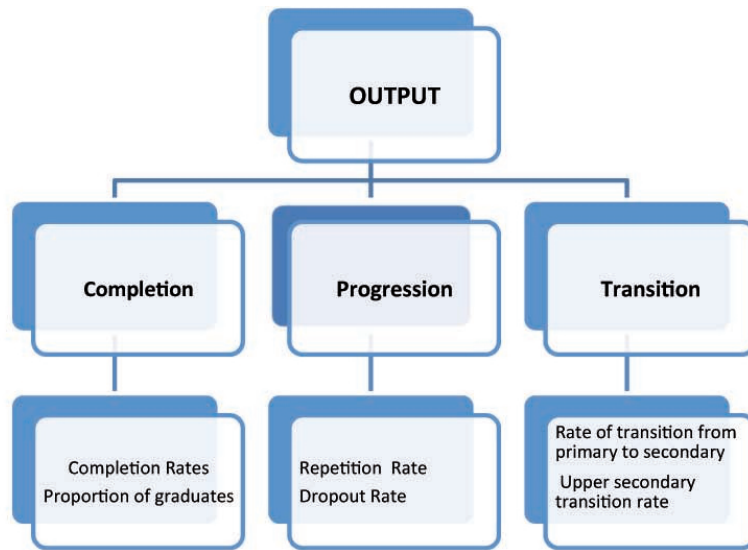 OUTPUT
Completion
Progression
Transition
Completion Rates
Proportion of graduates
Repetition Rate
Dropout Rate
Rate of transition from
primary to secondary
Upper secondary
transition rate